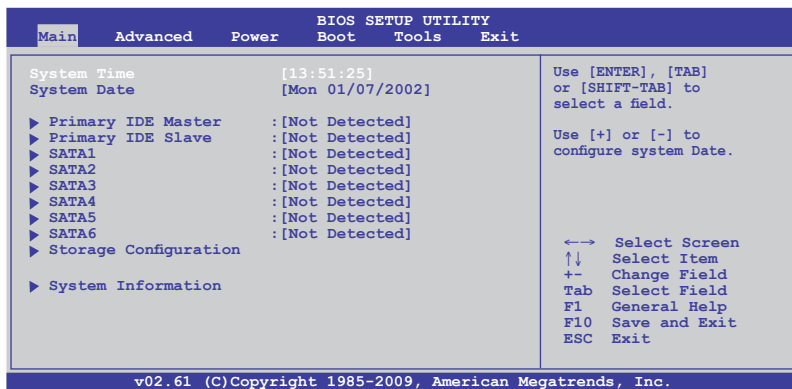 BIOS SETUP UTILITY
Main Advanced Power Boot Tools Exit
System Time [13:51:25]
System Date [Mon 01/07/2002]
Primary IDE Master :[Not Detected]
Primary IDE Slave :[Not Detected]
SATA1 :[Not Detected]
SATA2 :[Not Detected]
SATA3 :[Not Detected]
SATA4 :[Not Detected]
SATA5 :[Not Detected]
SATA6 :[Not Detected]
Storage Configuration
System Information
Use [ENTER], [TAB]
or [SHIFT-TAB] to
select a field.
Use [+] or [-] to
configure system Date.
←→ Select Screen
↑↓ Select Item
+- Change Field
Tab Select Field
F1 General Help
F10 Save and Exit
ESC Exit
v02.61 (C)Copyright 1985-2009, American Megatrends, Inc.